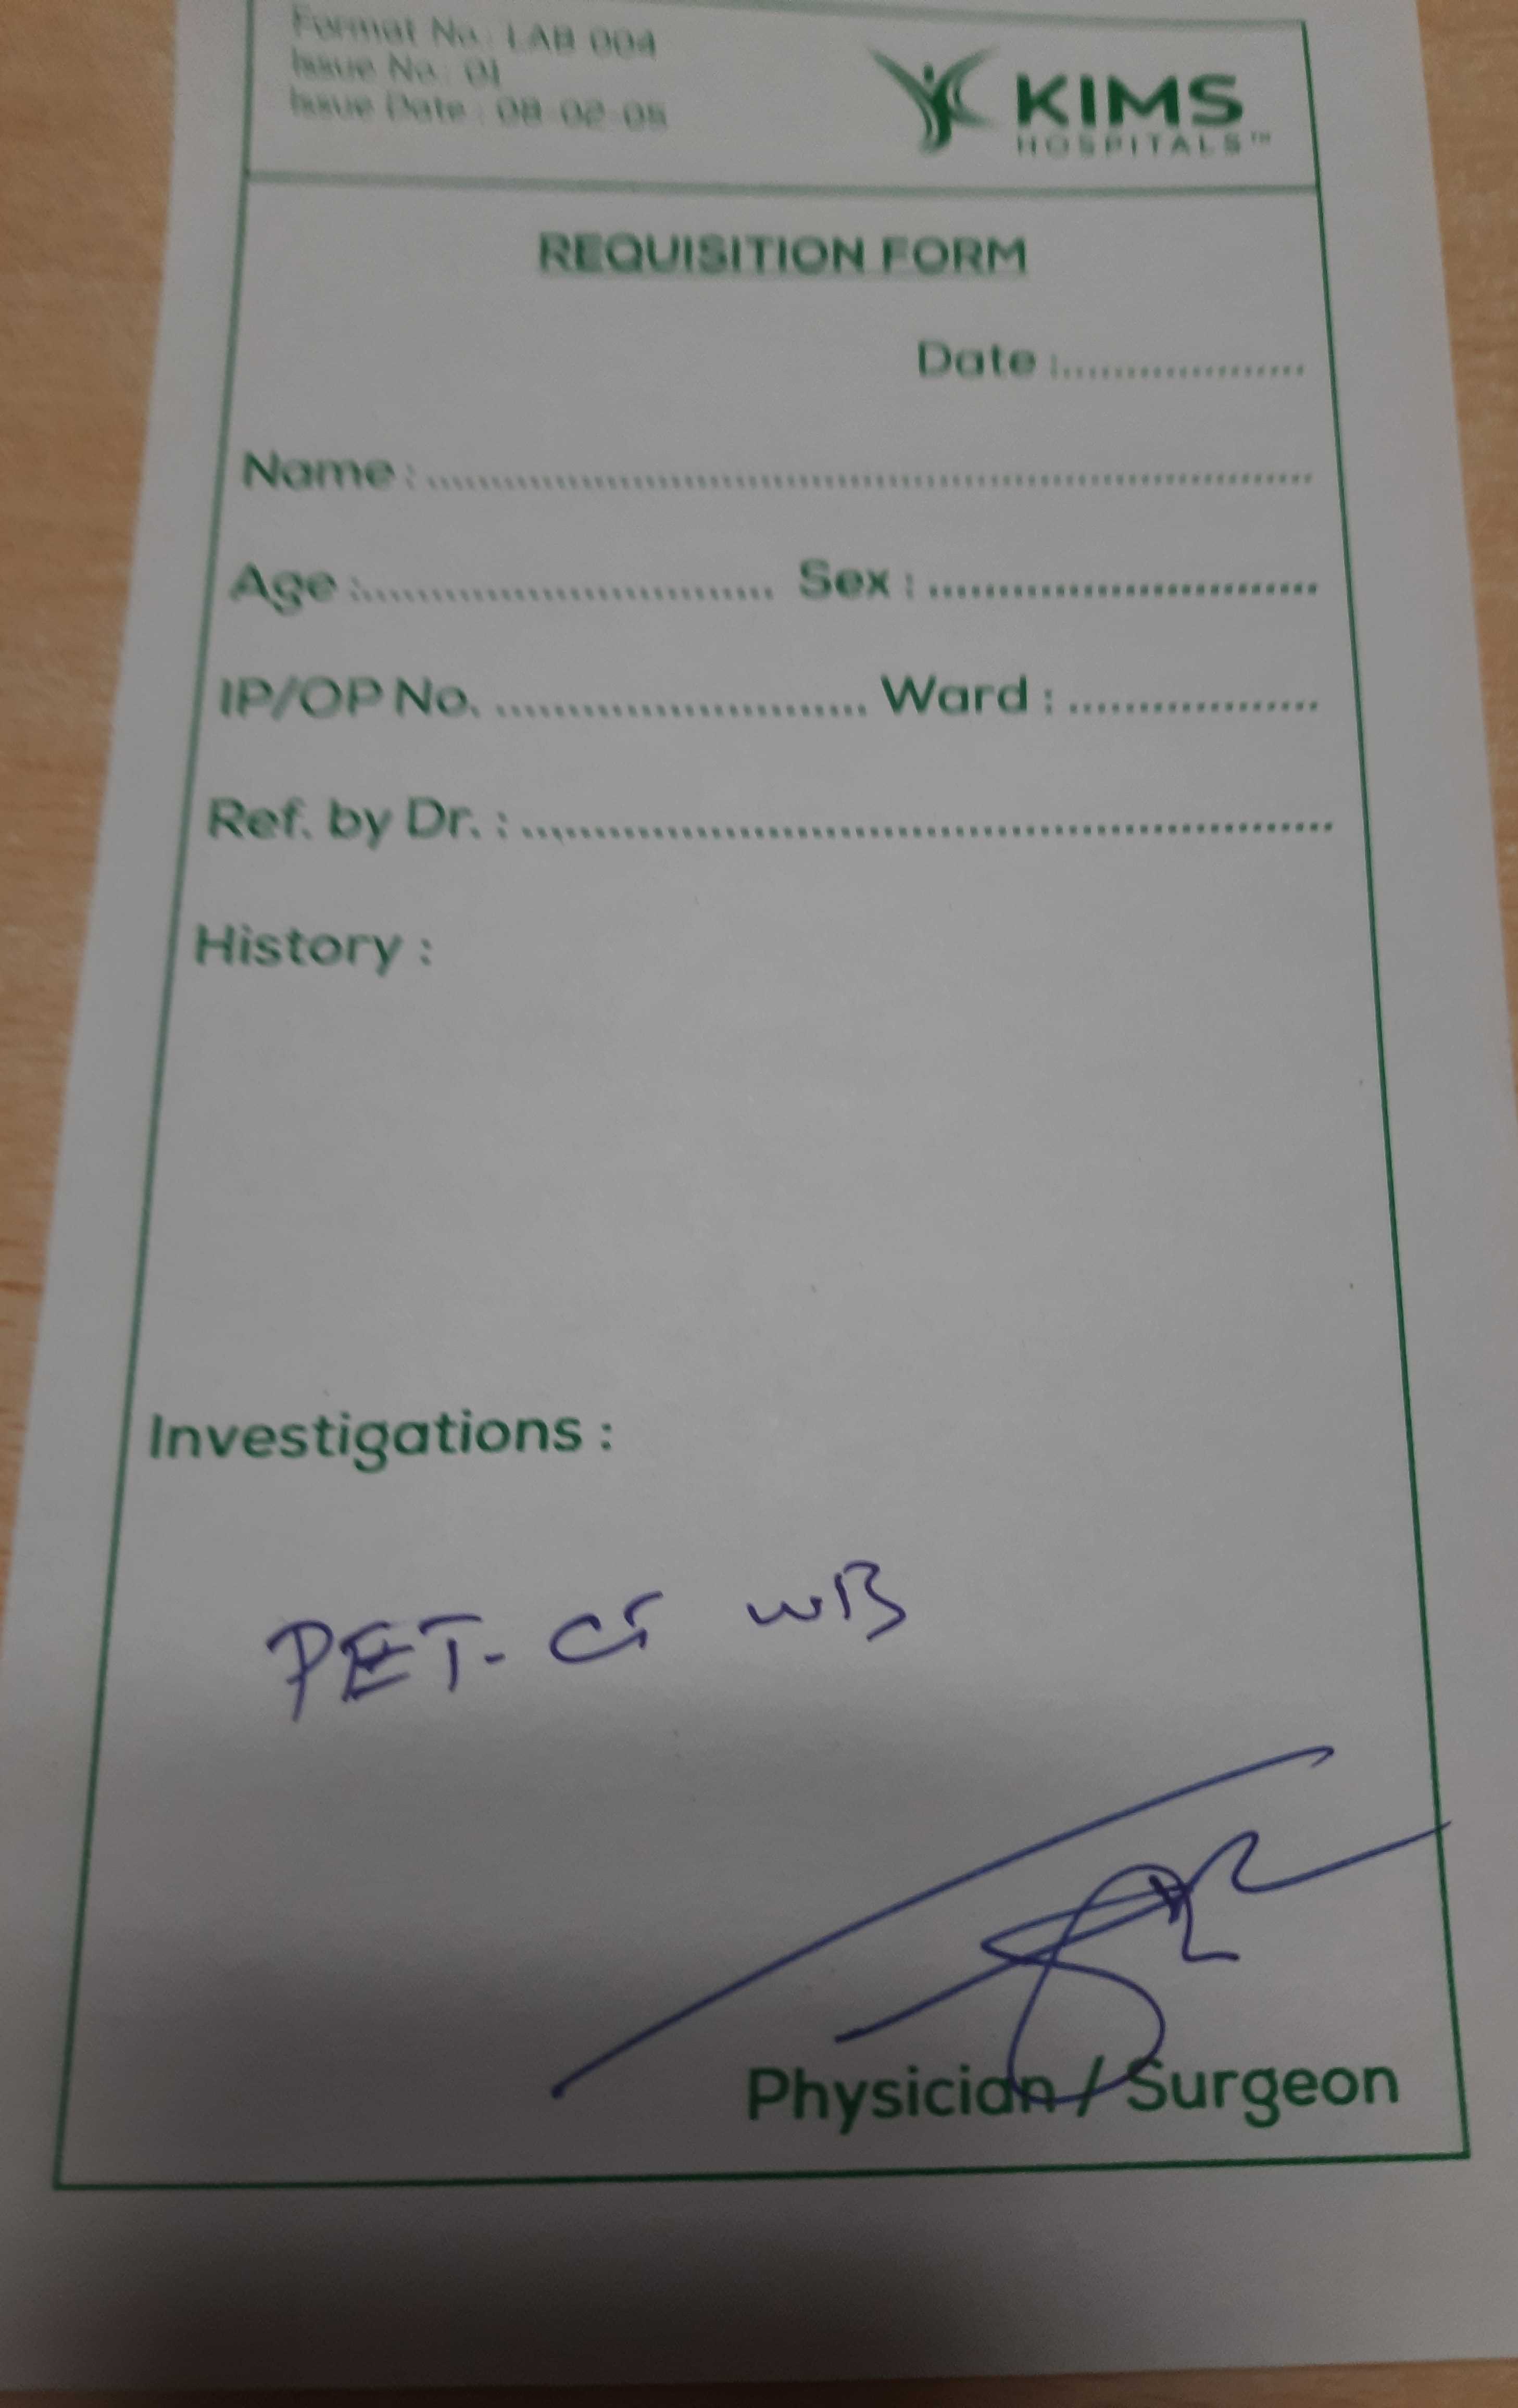 Format No.: LAB 004
Issue No.: 01
Issue Date : 08-02-05
KIMS
HOSPITALS™
REQUISITION FORM
Date :....................
Name :....................
Age :.................... Sex :....................
IP/OP No. .................... Ward :....................
Ref. by Dr. :....................
History :
Investigations :
PET- CT WB
Physician / Surgeon